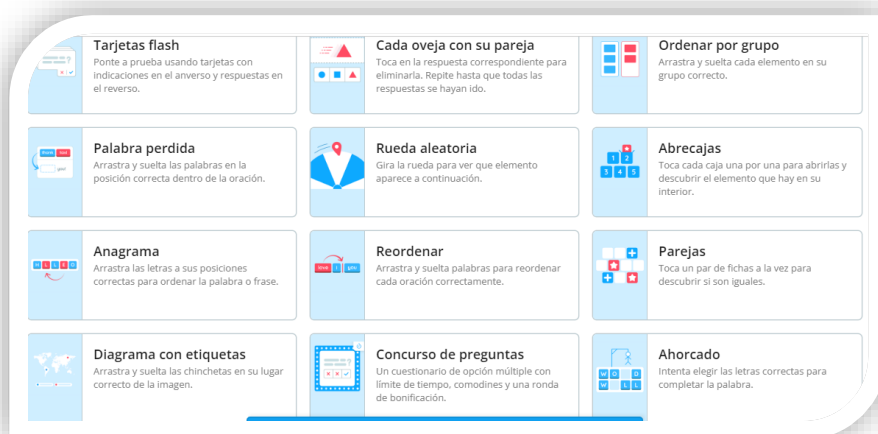 Tarjetas flash
Ponte a prueba usando tarjetas con
indicaciones en el anverso y respuestas en
el reverso.
Cada oveja con su pareja
Toca en la respuesta correspondiente para
eliminarla. Repite hasta que todas las
respuestas se hayan ido.
Ordenar por grupo
Arrastra y suelta cada elemento en su
grupo correcto.
Palabra perdida
Arrastra y suelta las palabras en la
posición correcta dentro de la oración.
Rueda aleatoria
Gira la rueda para ver que elemento
aparece a continuación.
1 2
3 4 5
Abrecajas
Toca cada caja una por una para abrirlas y
descubrir el elemento que hay en su
interior.
W L L E O
Anagrama
Arrastra las letras a sus posiciones
correctas para ordenar la palabra o frase.
love I you
Reordenar
Arrastra y suelta palabras para reordenar
cada oración correctamente.
Parejas
Toca un par de fichas a la vez para
descubrir si son iguales.
Diagrama con etiquetas
Arrastra y suelta las chinchetas en su lugar
correcto de la imagen.
Concurso de preguntas
Un cuestionario de opción múltiple con
límite de tiempo, comodines y una ronda
de bonificación.
W O D
W L L
Ahorcado
Intenta elegir las letras correctas para
completar la palabra.